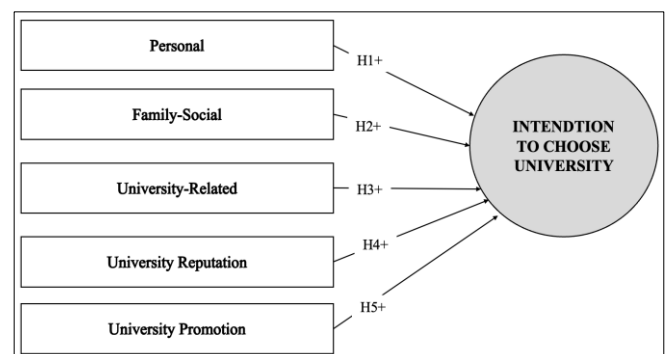 Personal
H1+
Family-Social
H2+
INTENDTION
TO CHOOSE
UNIVERSITY
University-Related
H3+
University Reputation
H4+
University Promotion
H5+